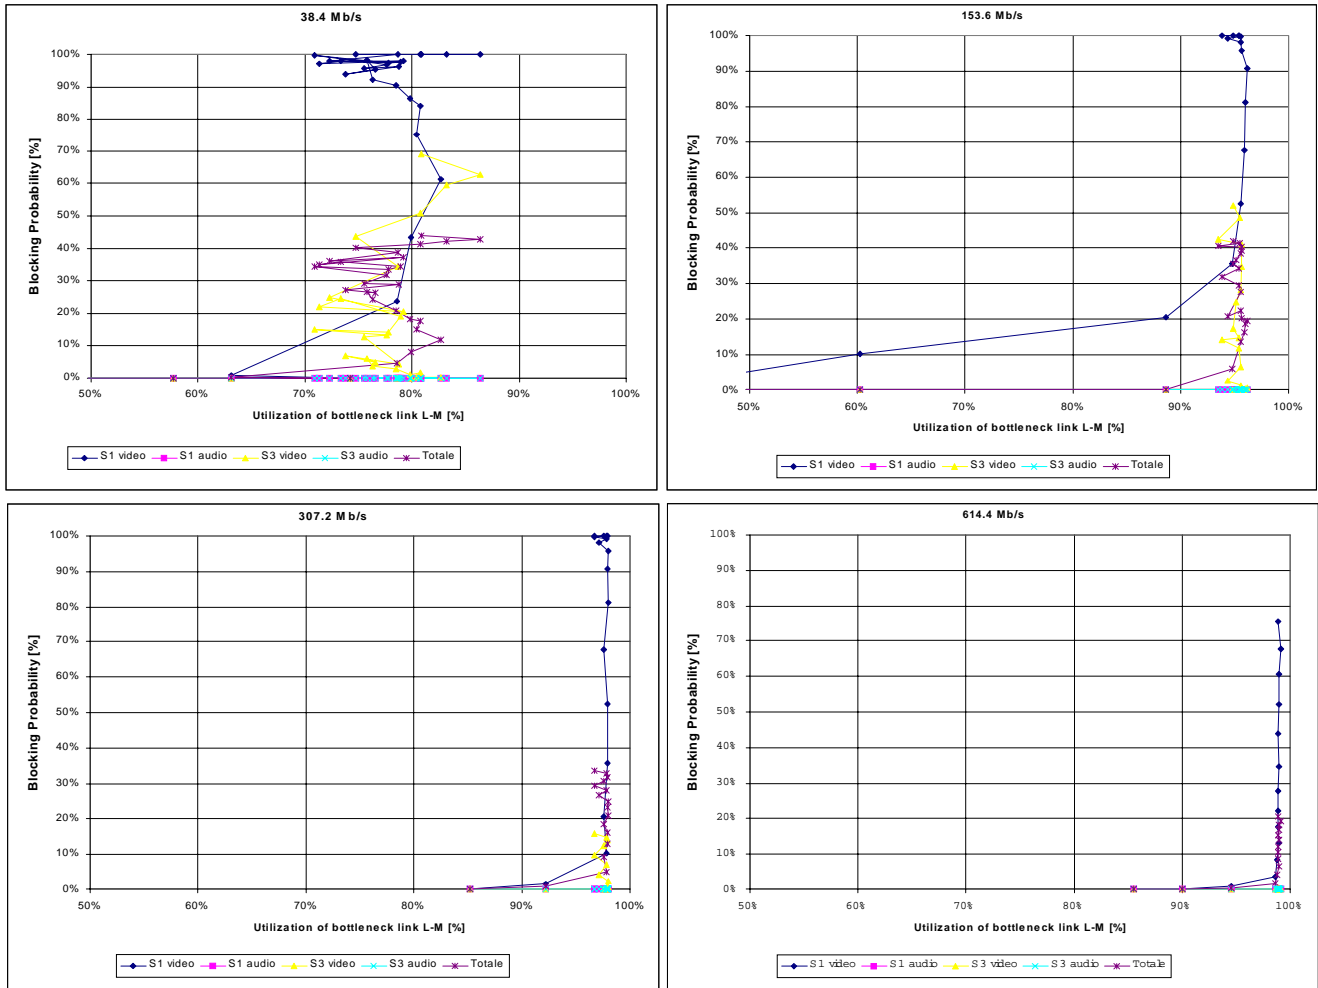 38.4 Mb/s
Blocking Probability [%]
100%
90%
80%
70%
60%
50%
40%
30%
20%
10%
0%
50% 60% 70% 80% 90% 100%
Utilization of bottleneck link L-M [%]
S1 video S1 audio S3 video S3 audio Totale
153.6 Mb/s
Blocking Probability [%]
100%
90%
80%
70%
60%
50%
40%
30%
20%
10%
0%
50% 60% 70% 80% 90% 100%
Utilization of bottleneck link L-M [%]
S1 video S1 audio S3 video S3 audio Totale
307.2 Mb/s
Blocking Probability [%]
100%
90%
80%
70%
60%
50%
40%
30%
20%
10%
0%
50% 60% 70% 80% 90% 100%
Utilization of bottleneck link L-M [%]
S1 video S1 audio S3 video S3 audio Totale
614.4 Mb/s
Blocking Probability [%]
100%
90%
80%
70%
60%
50%
40%
30%
20%
10%
0%
50% 60% 70% 80% 90% 100%
Utilization of bottleneck link L-M [%]
S1 video S1 audio S3 video S3 audio Totale